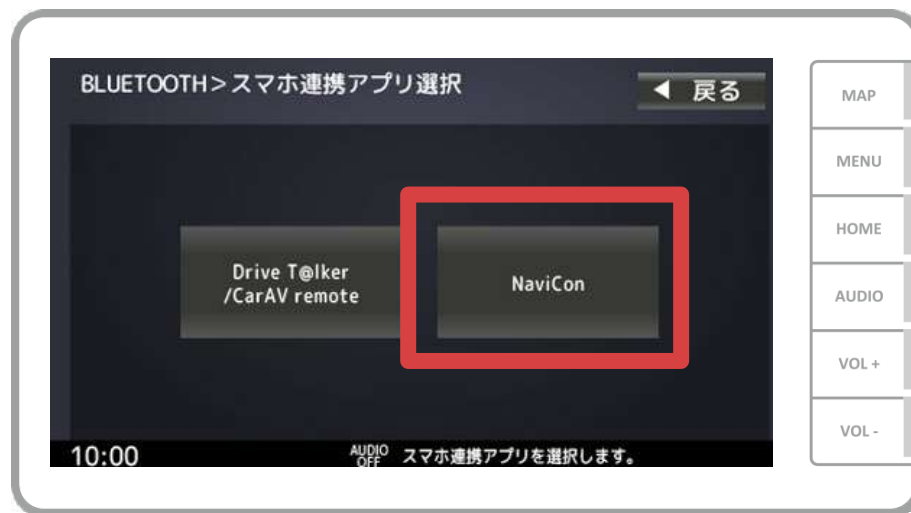 BLUETOOTH>スマホ連携アプリ選択
◀ 戻る
Drive T@lker
/CarAV remote
NaviCon
10:00
AUDIO
OFF
スマホ連携アプリを選択します。
MAP
MENU
HOME
AUDIO
VOL +
VOL -